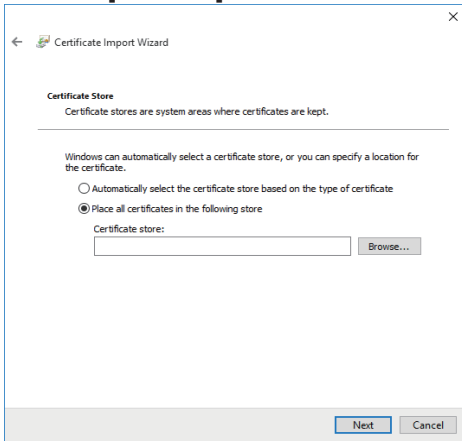 Certificate Import Wizard
Certificate Store
Certificate stores are system areas where certificates are kept.
Windows can automatically select a certificate store, or you can specify a location for
the certificate.
Automatically select the certificate store based on the type of certificate
Place all certificates in the following store
Certificate store:
Browse...
Next
Cancel